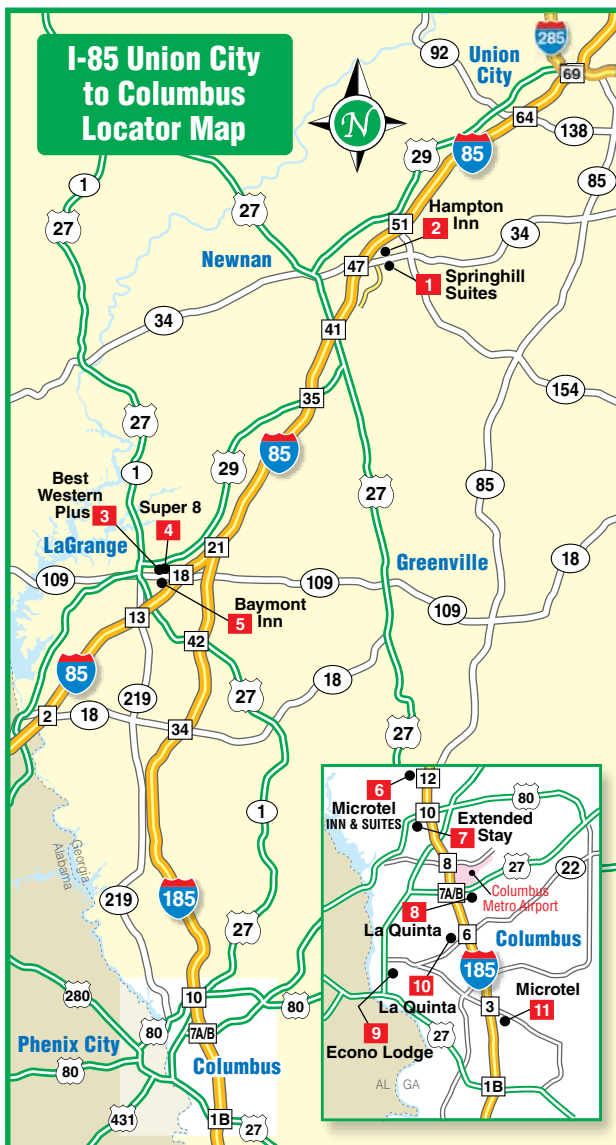 I-85 Union City
to Columbus
Locator Map
N
92
Union
City
285
69
64
138
1
29
85
85
27
27
Hampton
Inn
51
2
34
Newnan
47
1
Springhill
Suites
34
41
154
35
27
29
85
1
27
85
Best
Western
Plus
3
Super 8
4
LaGrange
21
Greenville
18
109
18
109
109
Baymont
Inn
5
13
42
85
27
18
219
2
18
34
27
1
Georgia
Alabama
219
185
27
280
10
80
80
7A/B
Phenix City
80
Columbus
431
1B
27
6
12
Microtel
INN & SUITES
80
10
Extended
Stay
7
8
27
22
7A/B
Columbus
Metro Airport
8
La Quinta
6
Columbus
185
10
La Quinta
Microtel
3
11
9
Econo Lodge
27
AL
GA
1B